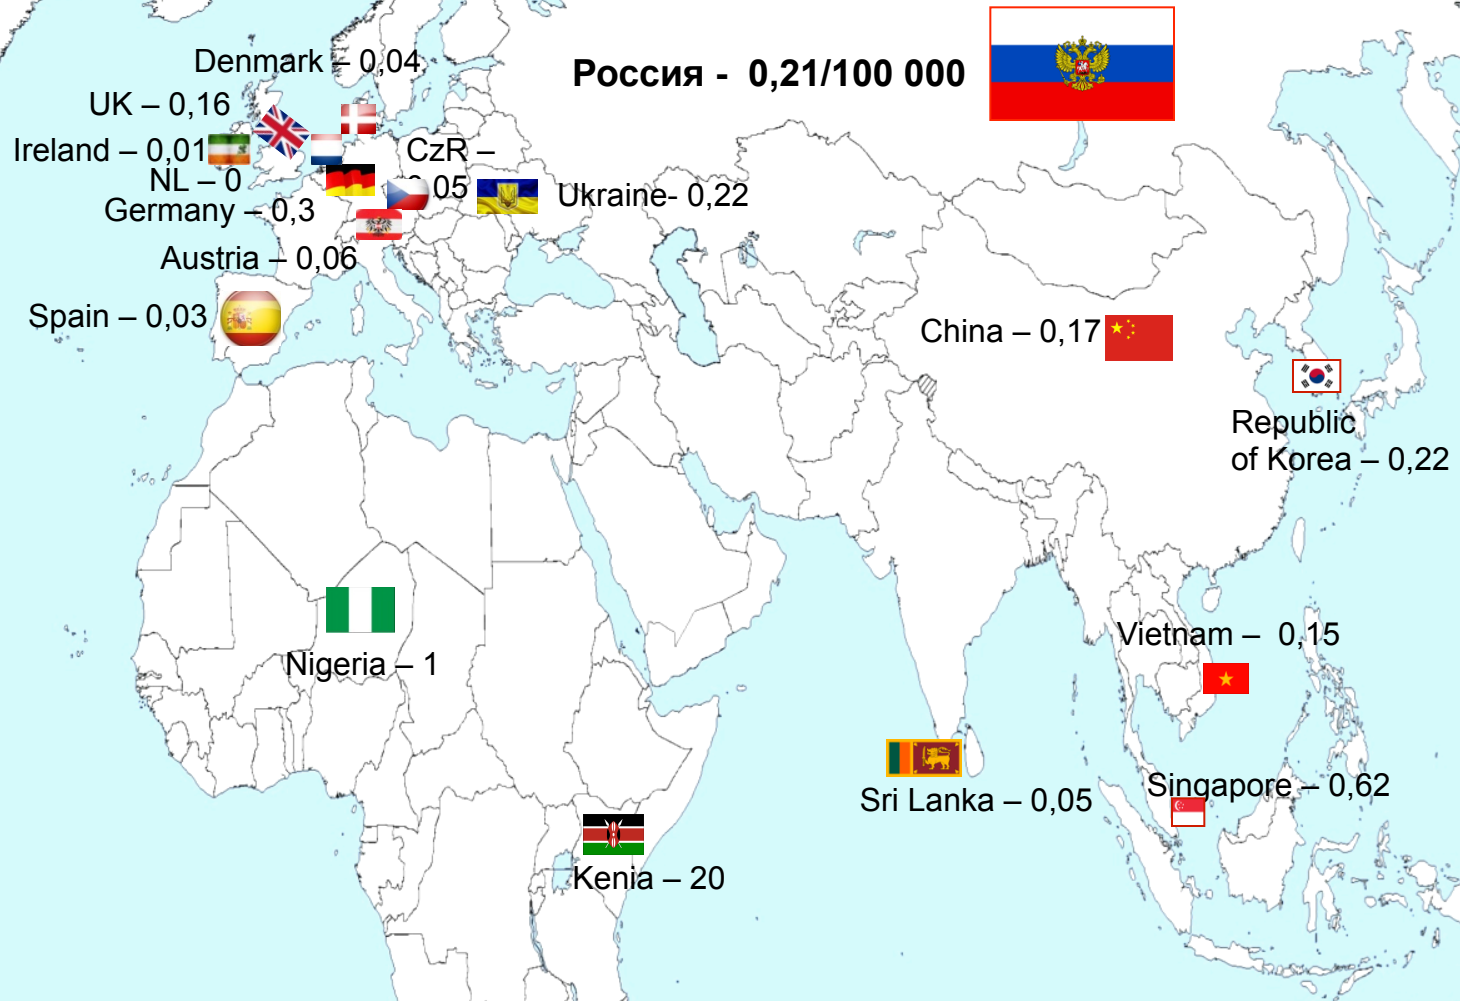 Denmark – 0,04
Россия -  0,21/100 000
UK – 0,16
Ireland – 0,01
CzR –
05
NL – 0
Ukraine- 0,22
Germany – 0,3
Austria – 0,06
Spain – 0,03
China – 0,17
Republic
of Korea – 0,22
Vietnam –  0,15
Nigeria – 1
Singapore – 0,62
Sri Lanka – 0,05
Kenia – 20